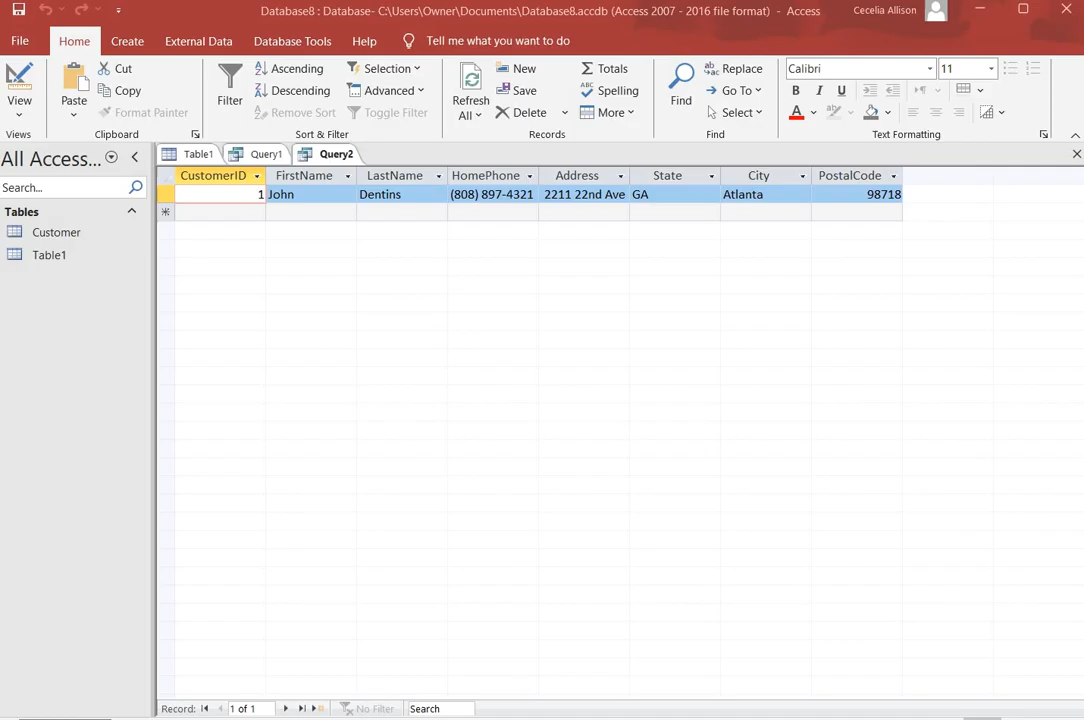 Database8 : Database- C:\Users\Owner\Documents\Database8.accdb (Access 2007 - 2016 file format) - Access
Cecelia Allison
File Home Create External Data Database Tools Help Tell me what you want to do
View
Views
Paste
Cut
Copy
Format Painter
Clipboard
Filter
Ascending
Descending
Remove Sort
Selection
Advanced
Toggle Filter
Sort & Filter
Refresh
All
New
Save
Delete
Totals
Spelling
More
Records
Find
Replace
Go To
Select
Find
Calibri 11
B I U
A
Text Formatting
All Access...
Search...
Tables
Customer
Table1
Table1 Query1 Query2
CustomerID FirstName LastName HomePhone Address State City PostalCode
1 John Dentins (808) 897-4321 2211 22nd Ave GA Atlanta 98718
Record: 1 of 1 No Filter Search